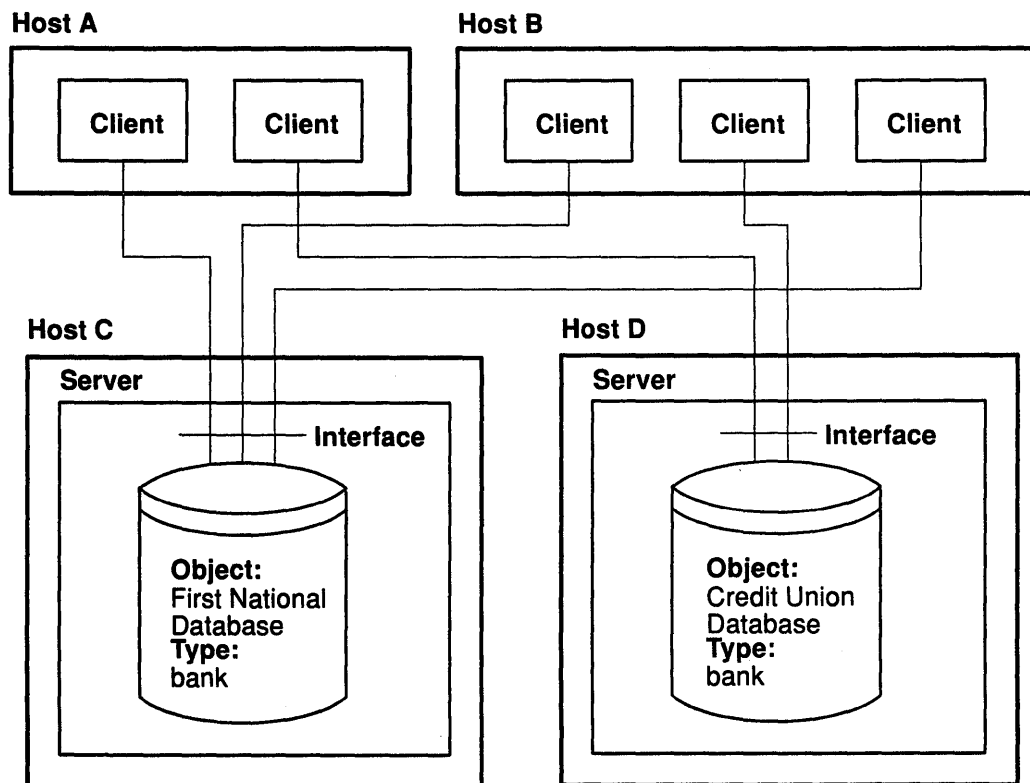 Host A
Host B
Client
Client
Client
Client
Client
Host C
Host D
Server
Server
Interface
Interface
Object:
First National
Database
Type:
bank
Object:
Credit Union
Database
Type:
bank